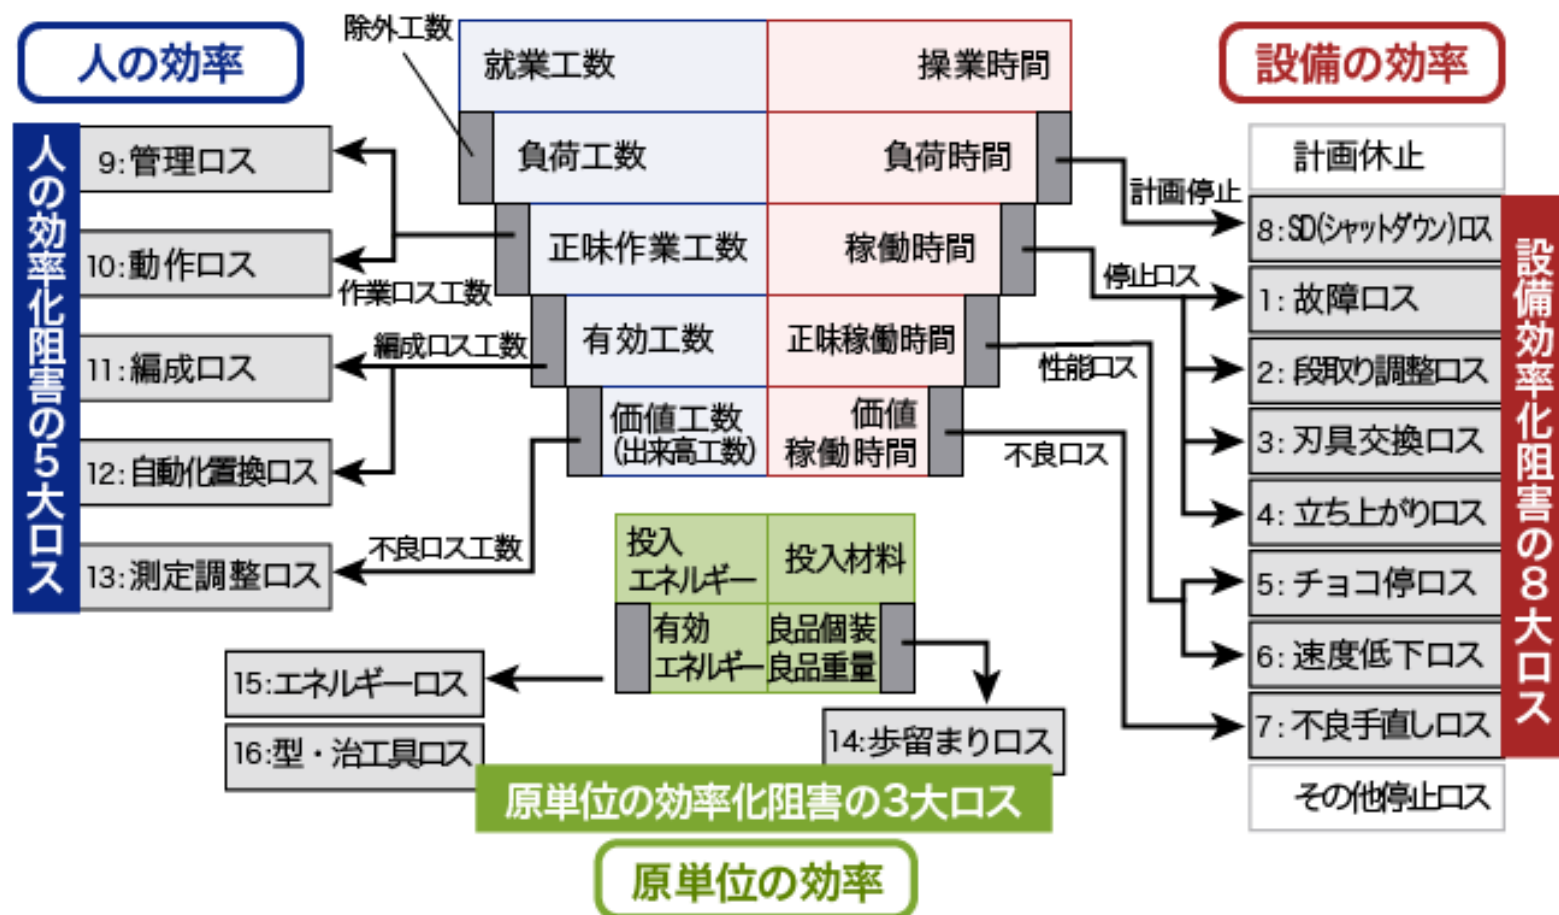 人の効率
除外工数
就業工数
操業時間
設備の効率
人の効率化阻害の5大ロス
9:管理ロス
10:動作ロス
作業ロス工数
11:編成ロス
編成ロス工数
12:自動化置換ロス
13:測定調整ロス
不良ロス工数
負荷工数
負荷時間
正味作業工数
稼働時間
有効工数
正味稼働時間
価値工数
(出来高工数)
価値
稼働時間
計画停止
停止ロス
性能ロス
不良ロス
計画休止
8:SD(シャットダウン)ロス
1:故障ロス
2:段取り調整ロス
3:刃具交換ロス
4:立ち上がりロス
5:チョコ停ロス
6:速度低下ロス
7:不良手直しロス
その他停止ロス
設備効率化阻害の8大ロス
投入
エネルギー
投入材料
有効
エネルギー
良品個装
良品重量
15:エネルギーロス
16:型・治工具ロス
14:歩留まりロス
原単位の効率化阻害の3大ロス
原単位の効率